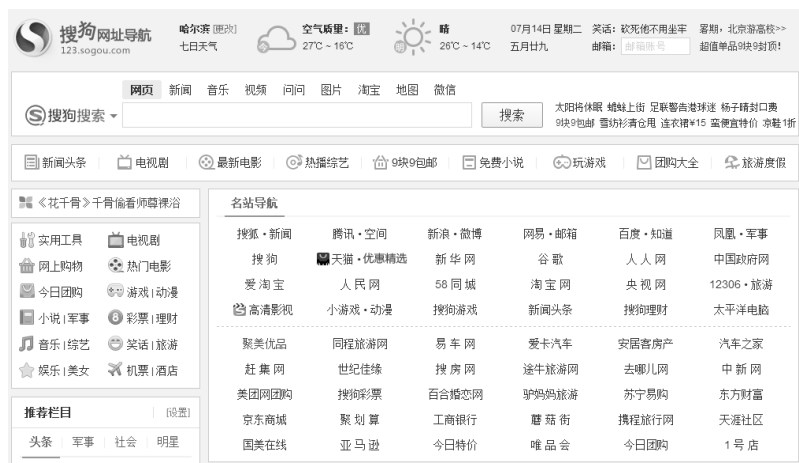 搜狗网址导航
123.sogou.com
哈尔滨 [更改]
七日天气
空气质量： 优
27℃ ~ 16℃
晴
26℃ ~ 14℃
07月14日 星期二
五月廿九
笑话： 砍死他不用坐牢
邮箱： 邮箱账号
暑期，北京游高校>>
超值单品9块9封顶！
网页 新闻 音乐 视频 问问 图片 淘宝 地图 微信
搜狗搜索
搜索
太阳将休眠 蜘蛛上街 足联警告港球迷 杨子晴封口费
9块9包邮 雪纺衫清仓甩 连衣裙¥15 蛮便宜特价 凉鞋1折
新闻头条 电视剧 最新电影 热播综艺 9块9包邮 免费小说 玩游戏 团购大全 旅游度假
《花千骨》千骨偷看师尊裸浴
实用工具 电视剧
网上购物 热门电影
今日团购 游戏|动漫
小说|军事 彩票|理财
音乐|综艺 笑话|旅游
娱乐|美女 机票|酒店
推荐栏目 [设置]
头条 军事 社会 明星
名站导航
搜狐·新闻 腾讯·空间 新浪·微博 网易·邮箱 百度·知道 凤凰·军事
搜狗 天猫·优惠精选 新华网 谷歌 人人网 中国政府网
爱淘宝 人民网 58同城 淘宝网 央视网 12306·旅游
高清影视 小游戏·动漫 搜狗游戏 新闻头条 搜狗理财 太平洋电脑
聚美优品 同程旅游网 易车网 爱卡汽车 安居客房产 汽车之家
赶集网 世纪佳缘 搜房网 途牛旅游网 去哪儿网 中新网
美团网团购 搜狗彩票 百合婚恋网 驴妈妈旅游 苏宁易购 东方财富
京东商城 聚划算 工商银行 蘑菇街 携程旅行网 天涯社区
国美在线 亚马逊 今日特价 唯品会 今日团购 1号店